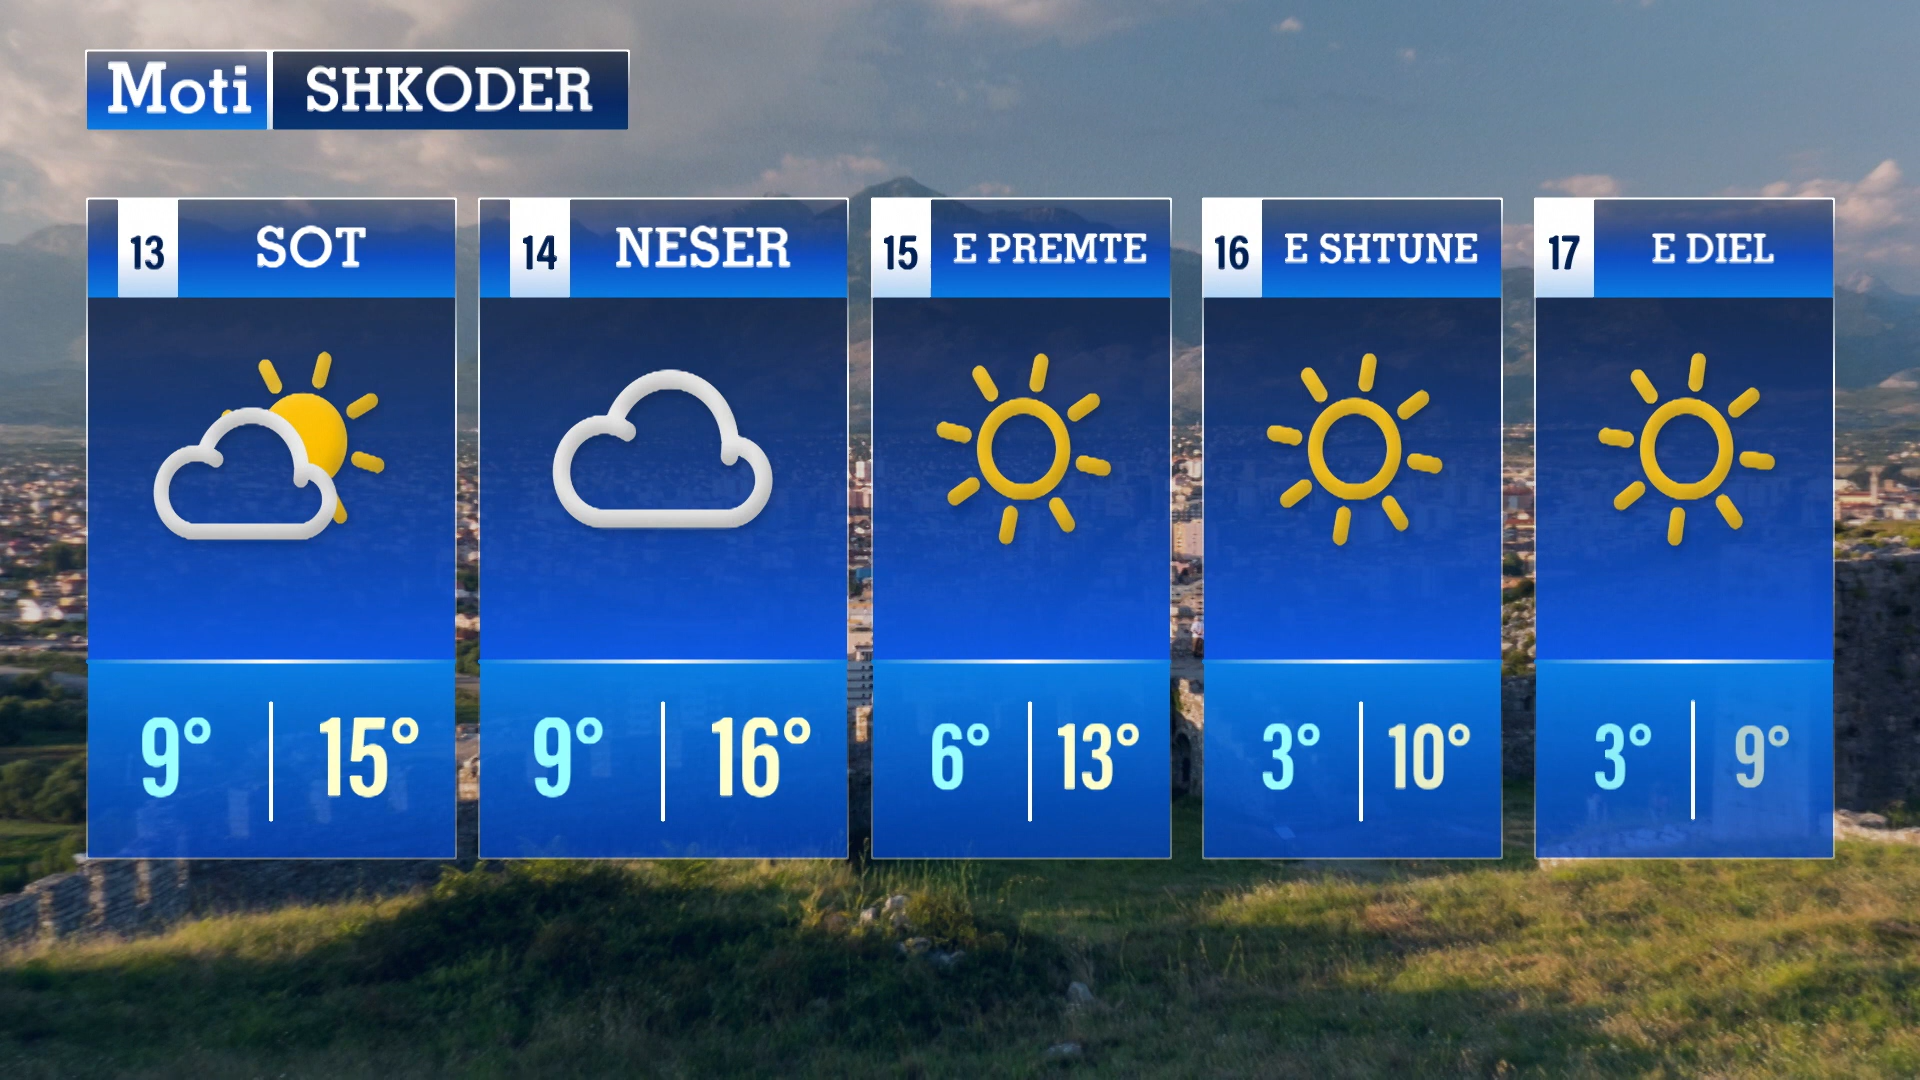 Moti SHKODER
13 SOT
14 NESER
15 E PREMTE
16 E SHTUNE
17 E DIEL
9° 15°
9° 16°
6° 13°
3° 10°
3° 9°